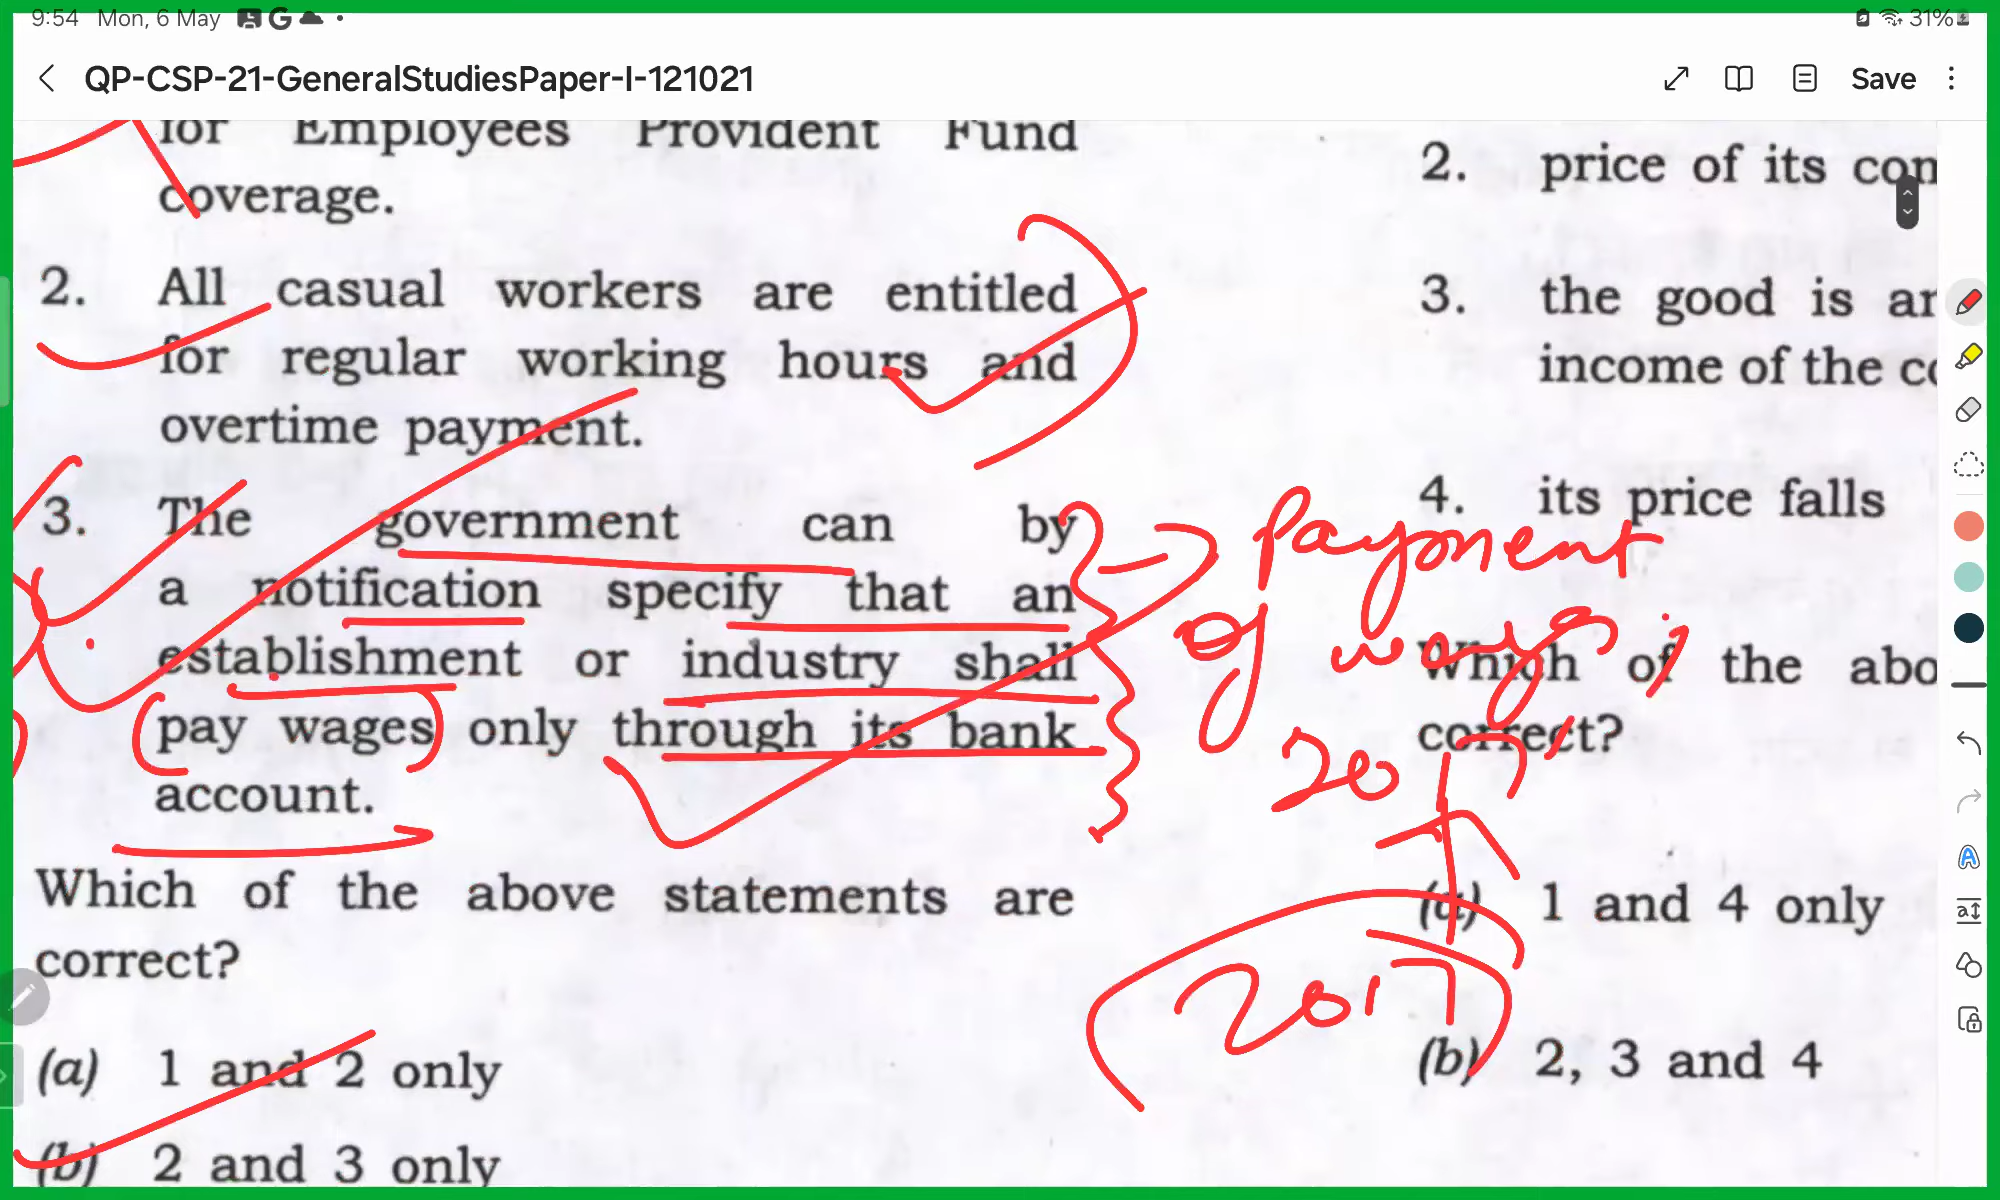 9:54 Mon, 6 May
31%
QP-CSP-21-GeneralStudiesPaper-I-121021
Save
for Employees Provident Fund
coverage.
2. All casual workers are entitled
for regular working hours and
overtime payment.
3. The government can by
a notification specify that an
establishment or industry shall
pay wages only through its bank
account.
Which of the above statements are
correct?
(a) 1 and 2 only
(b) 2 and 3 only
2. price of its con
3. the good is an
income of the co
4. its price falls
Which of the abo
correct?
(a) 1 and 4 only
(b) 2, 3 and 4
Payment
of wages,
2017
2017